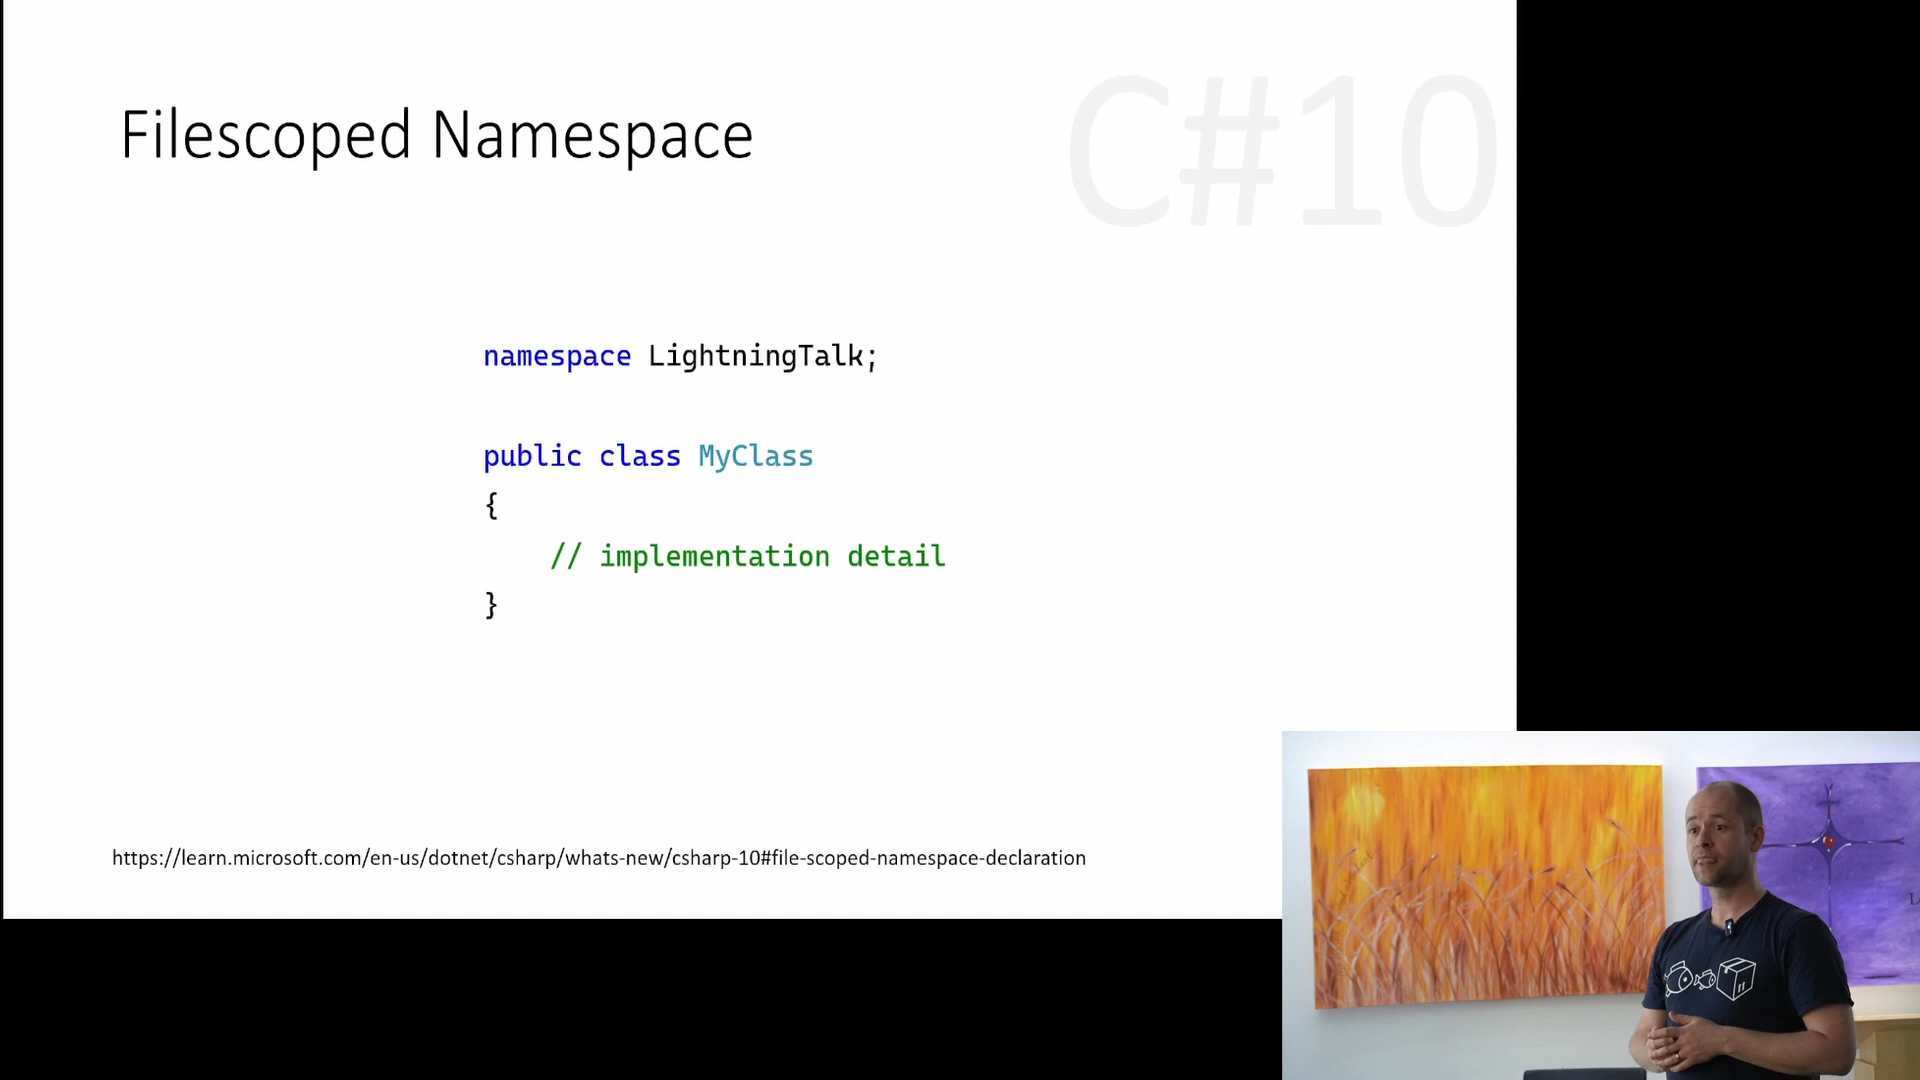 C#10
Filescoped Namespace
namespace LightningTalk;
public class MyClass
{
// implementation detail
}
https://learn.microsoft.com/en-us/dotnet/csharp/whats-new/csharp-10#file-scoped-namespace-declaration